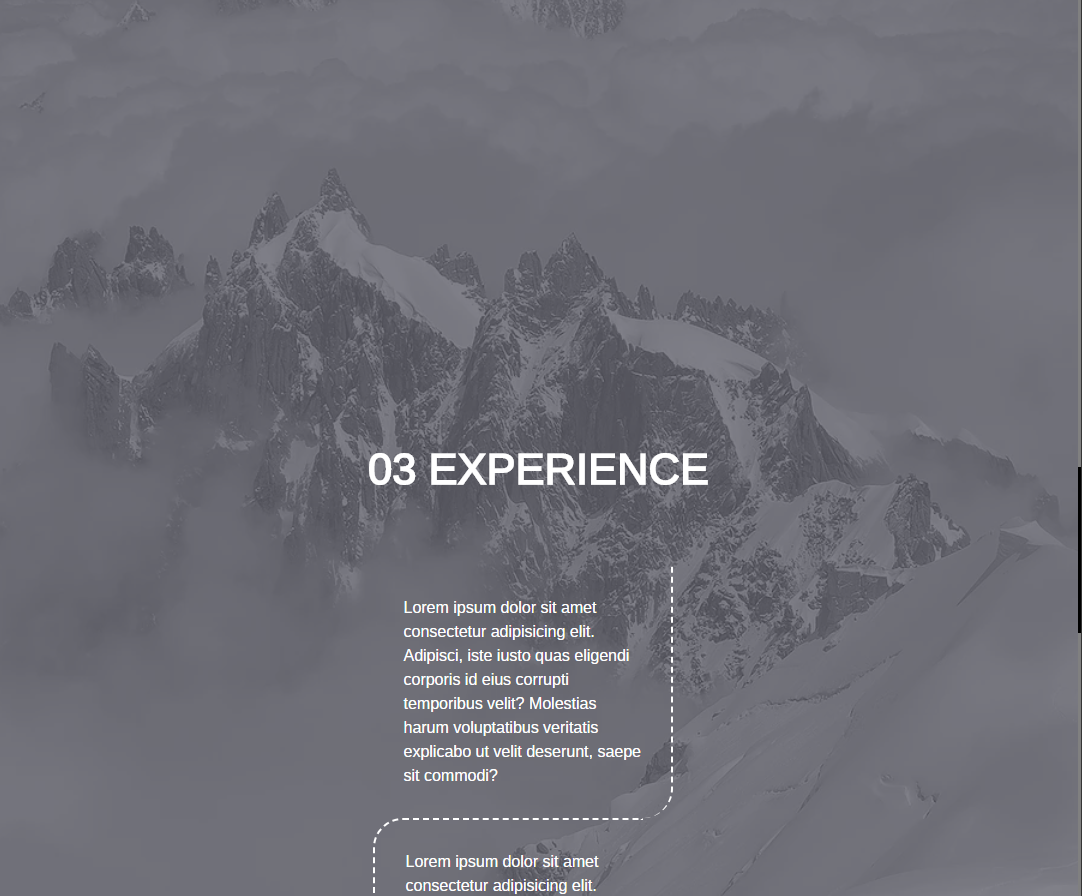 03 EXPERIENCE
Lorem ipsum dolor sit amet
consectetur adipisicing elit.
Adipisci, iste iusto quas eligendi
corporis id eius corrupti
temporibus velit? Molestias
harum voluptatibus veritatis
explicabo ut velit deserunt, saepe
sit commodi?
Lorem ipsum dolor sit amet
consectetur adipisicing elit.